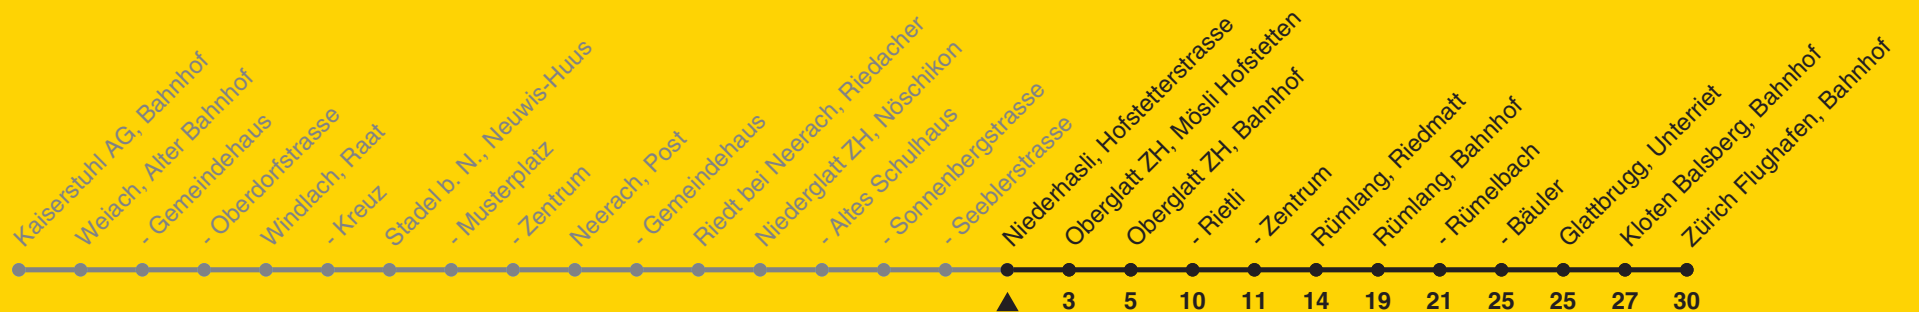 Kaiserstuhl AG, Bahnhof
Weiach, Alter Bahnhof
- Gemeindehaus
- Oberdorfstrasse
Windlach, Raat
- Kreuz
Stadel b. N., Neuwis-Huus
- Musterplatz
- Zentrum
Neerach, Post
- Gemeindehaus
Riedt bei Neerach, Riedacher
Niederglatt ZH, Nöschikon
- Altes Schulhaus
- Sonnenbergstrasse
- Seeblerstrasse
Niederhasli, Hofstetterstrasse
Oberglatt ZH, Mösli Hofstetten
Oberglatt ZH, Bahnhof
- Rietli
- Zentrum
Rümlang, Riedmatt
Rümlang, Bahnhof
- Rümelbach
- Bäuler
Glattbrugg, Unterriet
Kloten Balsberg, Bahnhof
Zürich Flughafen, Bahnhof
3 5 10 11 14 19 21 25 25 27 30